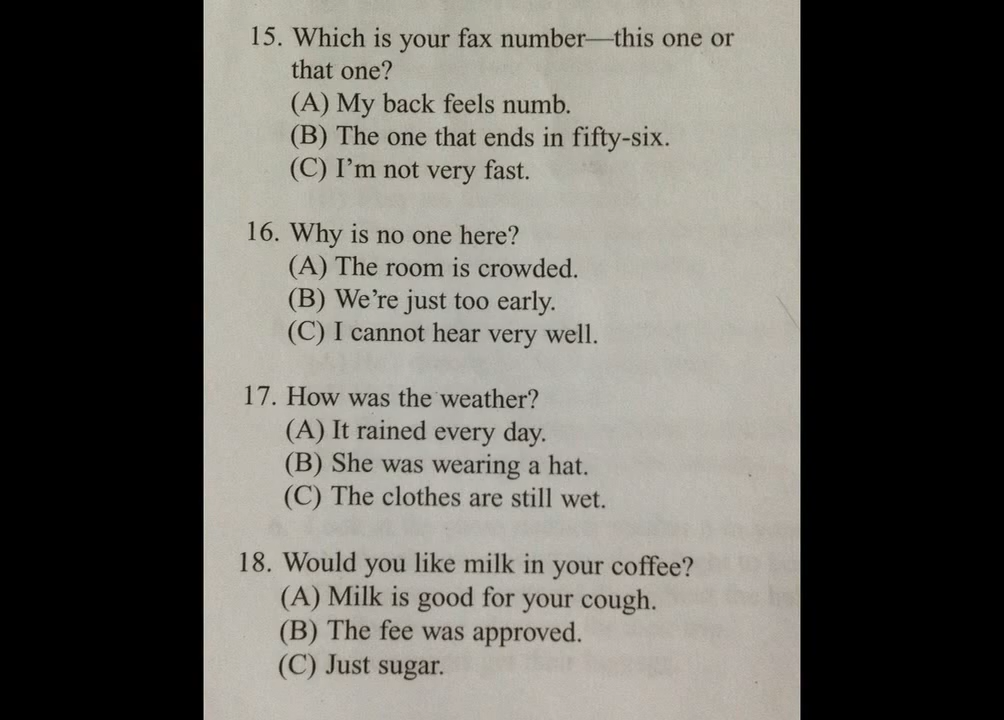 15. Which is your fax number—this one or
that one?
(A) My back feels numb.
(B) The one that ends in fifty-six.
(C) I'm not very fast.
16. Why is no one here?
(A) The room is crowded.
(B) We're just too early.
(C) I cannot hear very well.
17. How was the weather?
(A) It rained every day.
(B) She was wearing a hat.
(C) The clothes are still wet.
18. Would you like milk in your coffee?
(A) Milk is good for your cough.
(B) The fee was approved.
(C) Just sugar.